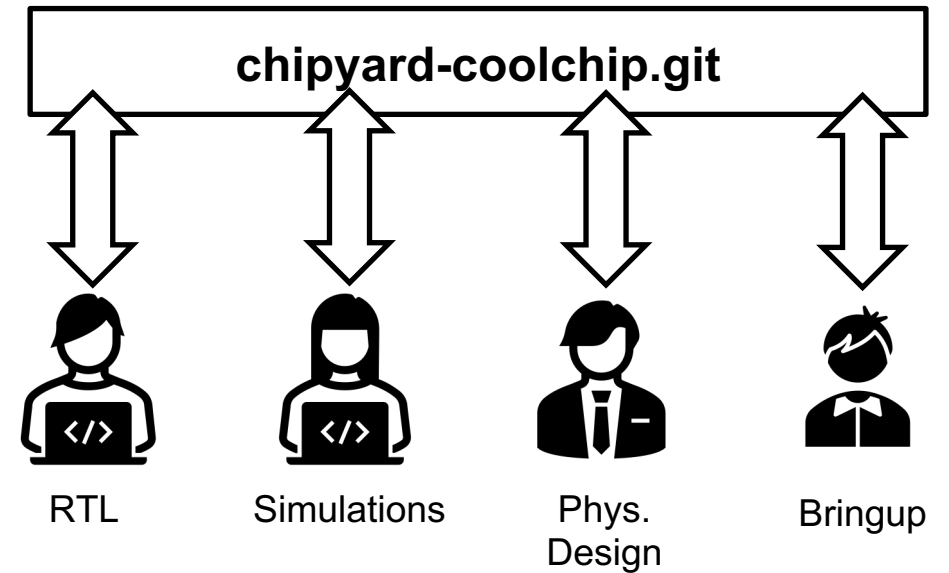 chipyard-coolchip.git
</>
</>
RTL
Simulations
Phys.
Design
Bringup